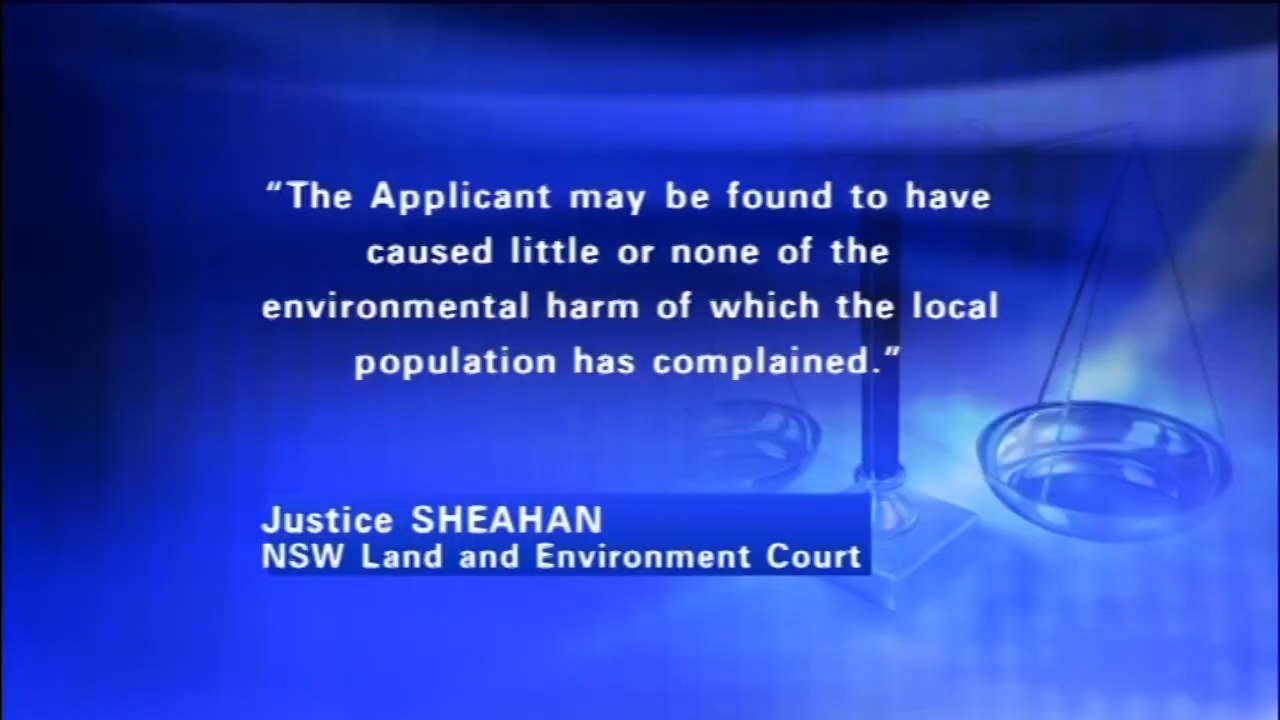 “The Applicant may be found to have
caused little or none of the
environmental harm of which the local
population has complained.”
Justice SHEAHAN
NSW Land and Environment Court